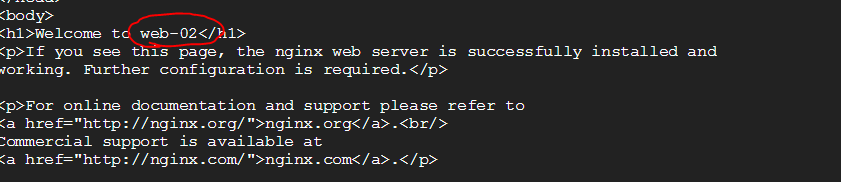 </head>
<body>
<h1>Welcome to web-02</h1>
<p>If you see this page, the nginx web server is successfully installed and
working. Further configuration is required.</p>
<p>For online documentation and support please refer to
<a href="http://nginx.org/">nginx.org</a>.<br/>
Commercial support is available at
<a href="http://nginx.com/">nginx.com</a>.</p>